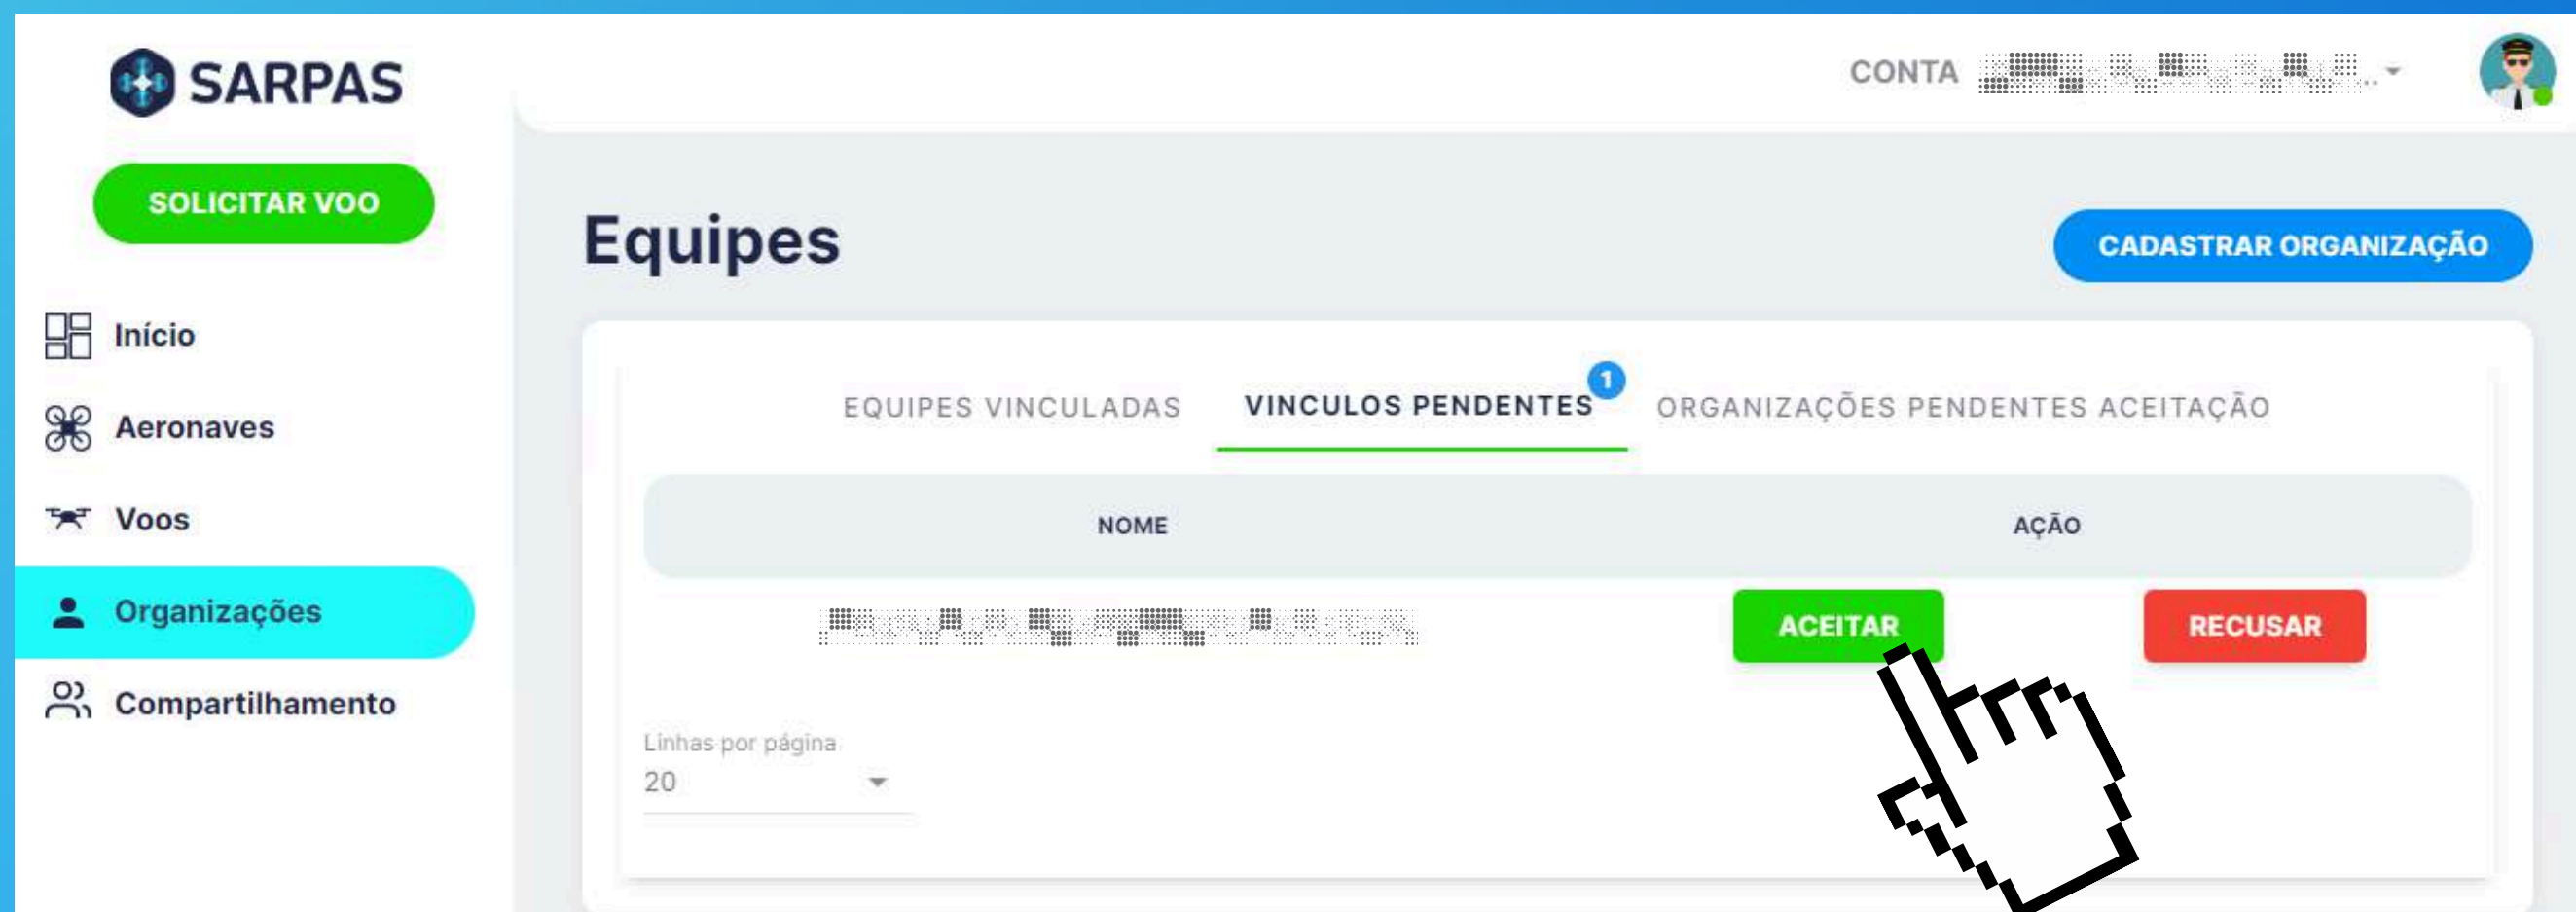 SARPAS
CONTA
SOLICITAR VOO
Equipes
CADASTRAR ORGANIZAÇÃO
Início
Aeronaves
Voos
Organizações
Compartilhamento
EQUIPES VINCULADAS
VINCULOS PENDENTES
1
ORGANIZAÇÕES PENDENTES ACEITAÇÃO
NOME
AÇÃO
ACEITAR
RECUSAR
Linhas por página
20